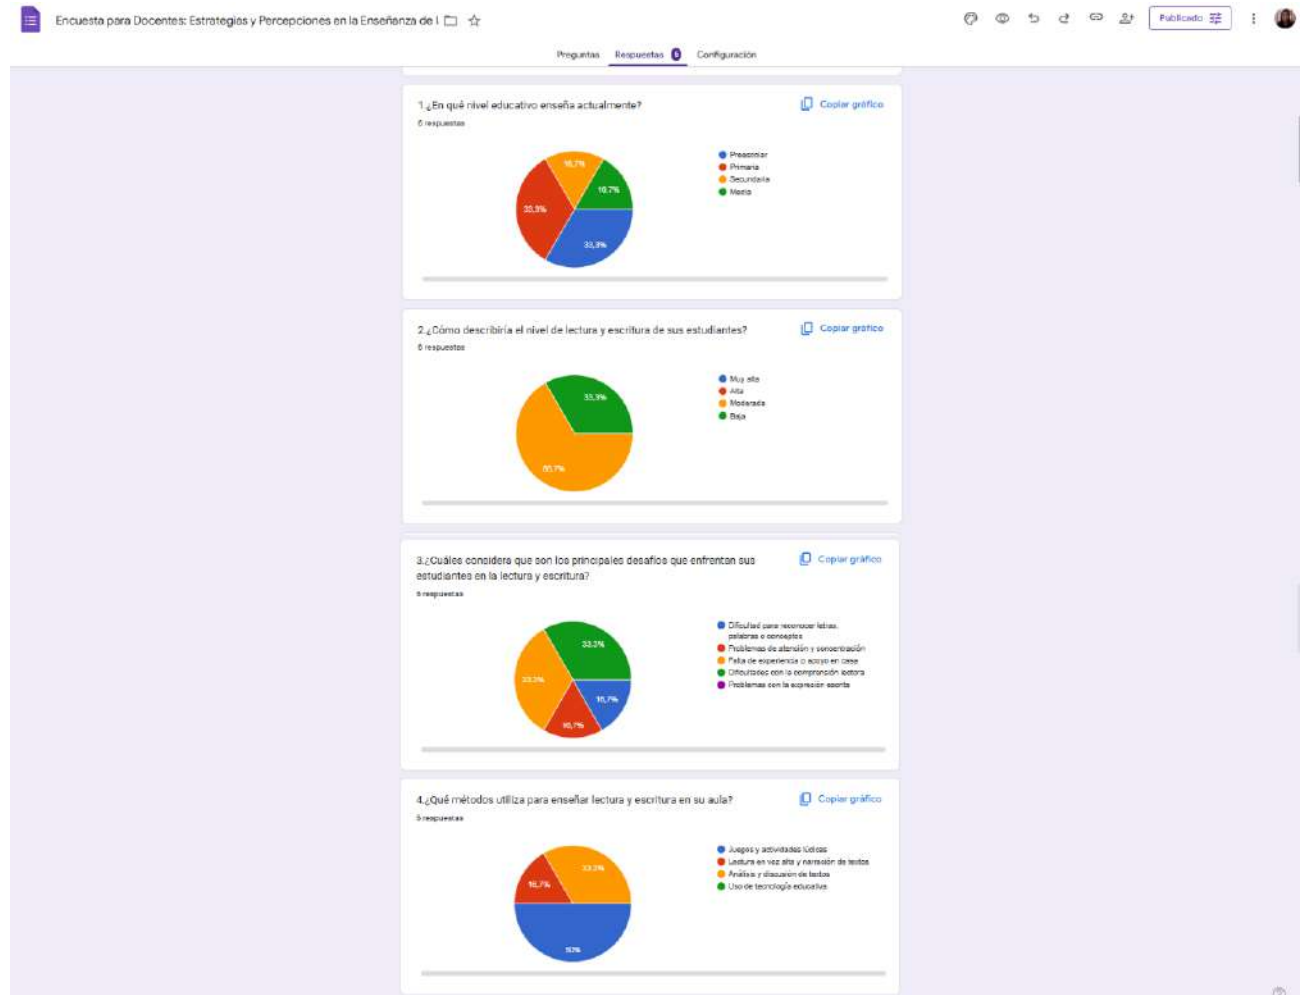 Encuesta para Docentes: Estrategias y Percepciones en la Enseñanza de l
Publicado
Preguntas Respuestas 6 Configuración
1.¿En qué nivel educativo enseña actualmente?
Copiar gráfico
6 respuestas
Preescolar
Primaria
Secundaria
Media
16,7%
16,7%
33,3%
33,3%
2.¿Cómo describiría el nivel de lectura y escritura de sus estudiantes?
Copiar gráfico
6 respuestas
Muy alta
Alta
Moderada
Baja
33,3%
66,7%
3.¿Cuáles considera que son los principales desafíos que enfrentan sus
estudiantes en la lectura y escritura?
Copiar gráfico
6 respuestas
Dificultad para reconocer letras,
palabras o conceptos
Problemas de atención y concentración
Falta de experiencia o apoyo en casa
Dificultades con la comprensión lectora
Problemas con la expresión escrita
33,3%
33,3%
16,7%
16,7%
4.¿Qué métodos utiliza para enseñar lectura y escritura en su aula?
Copiar gráfico
6 respuestas
Juegos y actividades lúdicas
Lectura en voz alta y narración de textos
Análisis y discusión de textos
Uso de tecnología educativa
33,3%
16,7%
50%